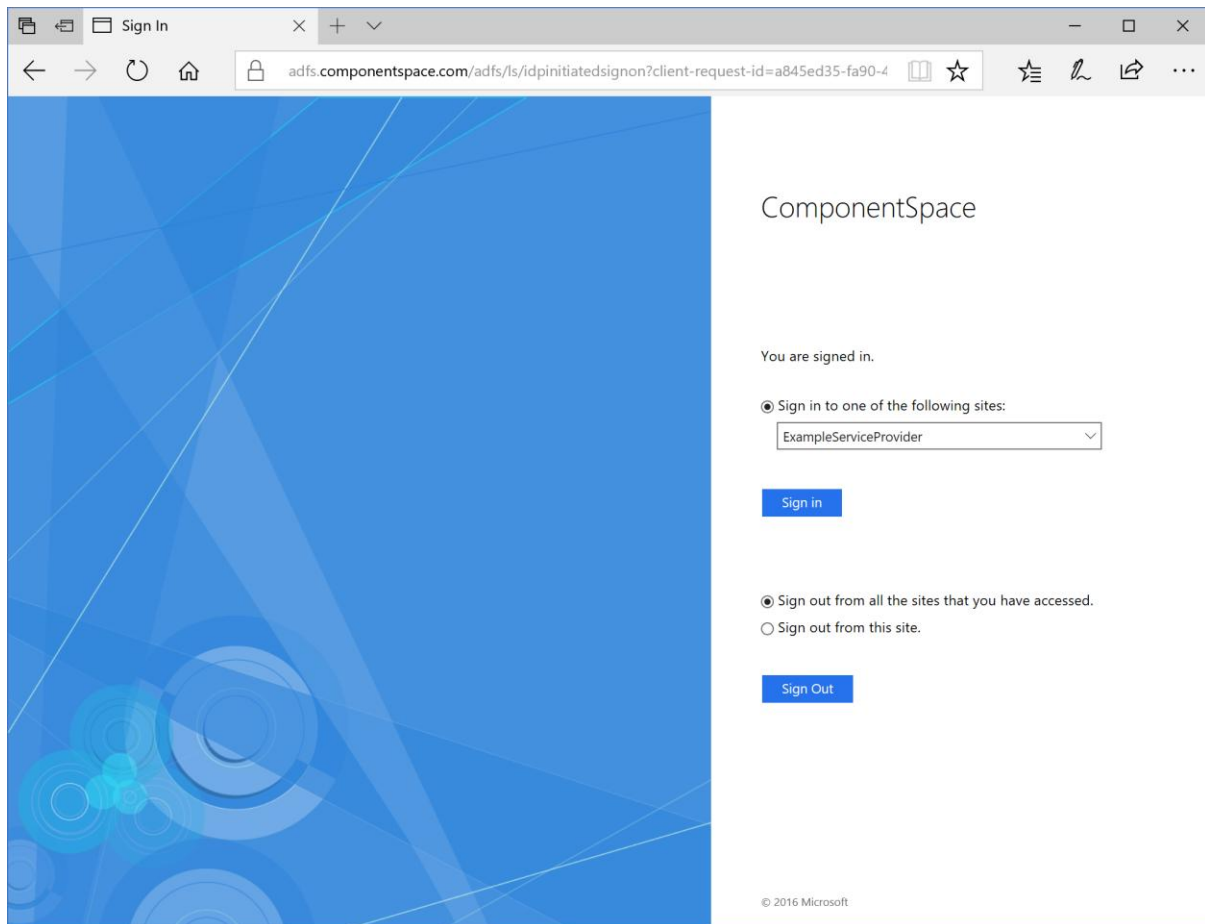 Sign In
adfs.componentspace.com/adfs/ls/idpinitiatedsignon?client-request-id=a845ed35-fa90-4
ComponentSpace
You are signed in.
Sign in to one of the following sites:
ExampleServiceProvider
Sign in
Sign out from all the sites that you have accessed.
Sign out from this site.
Sign Out
© 2016 Microsoft